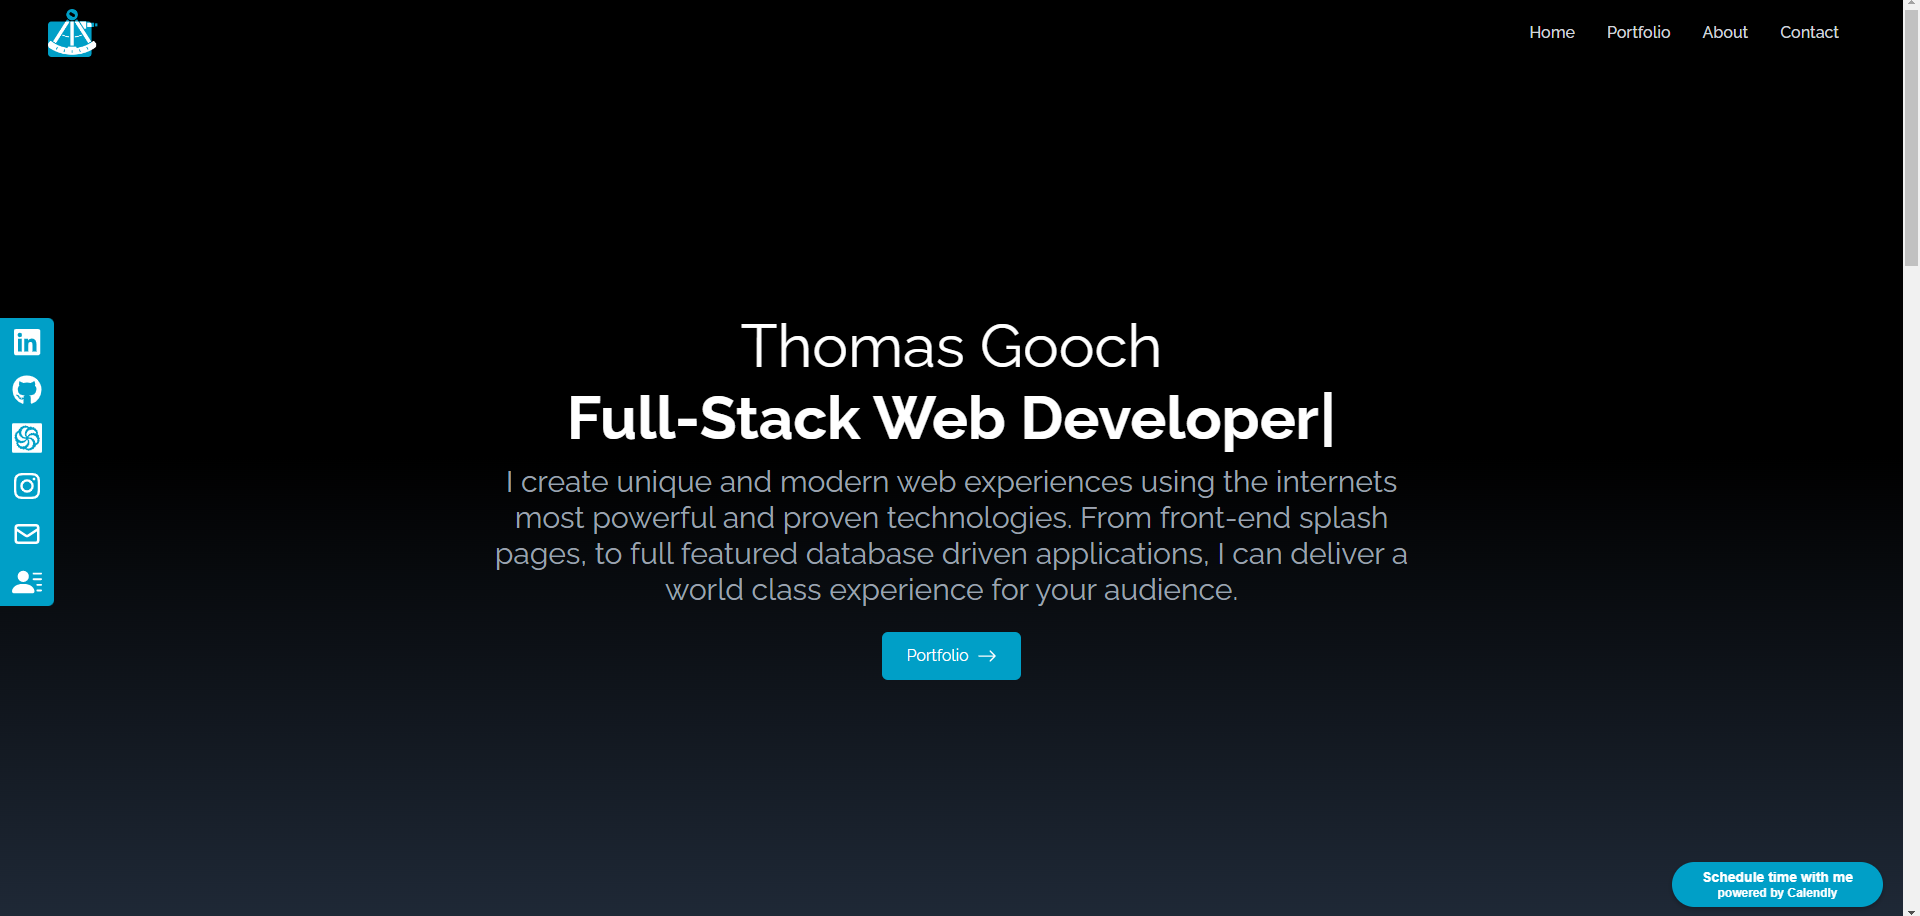 Home Portfolio About Contact
in
Thomas Gooch
Full-Stack Web Developer|
I create unique and modern web experiences using the internets
most powerful and proven technologies. From front-end splash
pages, to full featured database driven applications, I can deliver a
world class experience for your audience.
Portfolio →
Schedule time with me
powered by Calendly